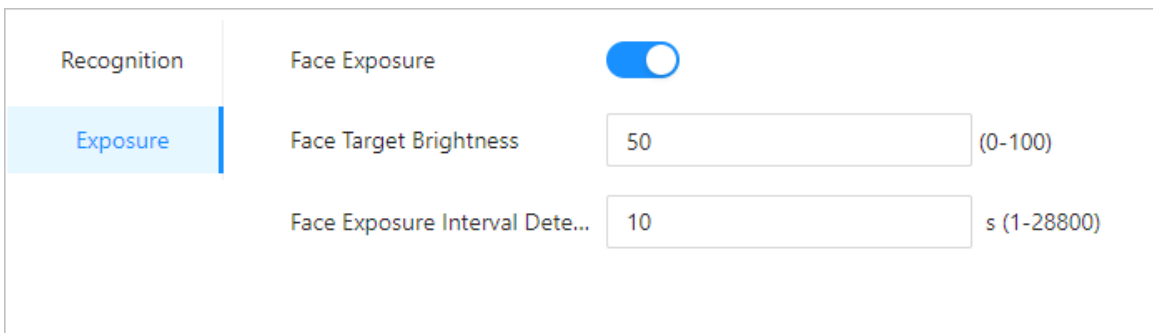 Recognition
Face Exposure
Exposure
Face Target Brightness
50
(0-100)
Face Exposure Interval Dete...
10
s (1-28800)